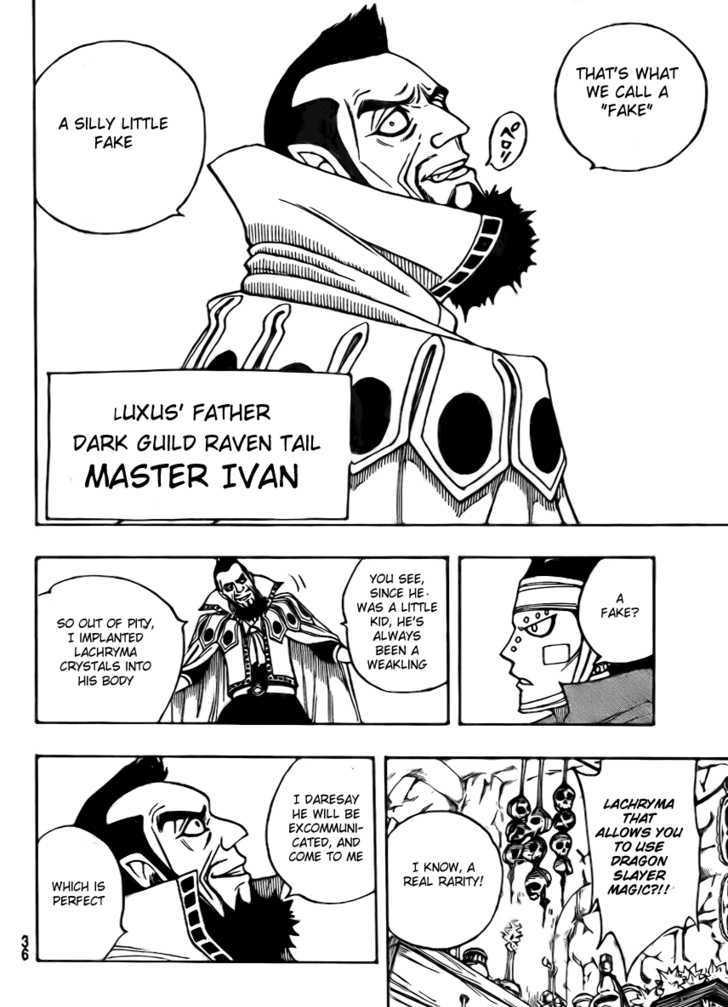 THAT'S WHAT
WE CALL A
"FAKE"
ペロリ
A SILLY LITTLE
FAKE
LUXUS' FATHER
DARK GUILD RAVEN TAIL
MASTER IVAN
A
FAKE?
YOU SEE,
SINCE HE
WAS A LITTLE
KID, HE'S
ALWAYS
BEEN A
WEAKLING
SO OUT OF PITY,
I IMPLANTED
LACHRYMA
CRYSTALS INTO
HIS BODY
LACHRYMA
THAT
ALLOWS YOU
TO USE
DRAGON
SLAYER
MAGIC?!!
I KNOW, A
REAL RARITY!
I DARESAY
HE WILL BE
EXCOMMUNI-
CATED, AND
COME TO ME
WHICH IS
PERFECT
36